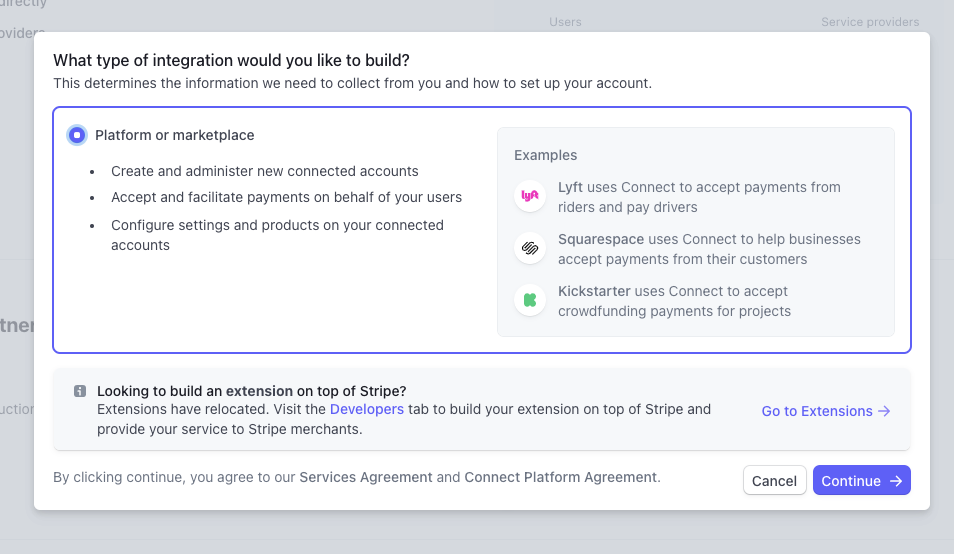 directly
Users
Service providers
oviders
What type of integration would you like to build?
This determines the information we need to collect from you and how to set up your account.
Platform or marketplace
• Create and administer new connected accounts
• Accept and facilitate payments on behalf of your users
• Configure settings and products on your connected
accounts
Examples
lyft
Lyft uses Connect to accept payments from
riders and pay drivers
Squarespace uses Connect to help businesses
accept payments from their customers
Kickstarter uses Connect to accept
crowdfunding payments for projects
tner
Looking to build an extension on top of Stripe?
Extensions have relocated. Visit the Developers tab to build your extension on top of Stripe and
provide your service to Stripe merchants.
Go to Extensions →
uction
By clicking continue, you agree to our Services Agreement and Connect Platform Agreement.
Cancel
Continue →